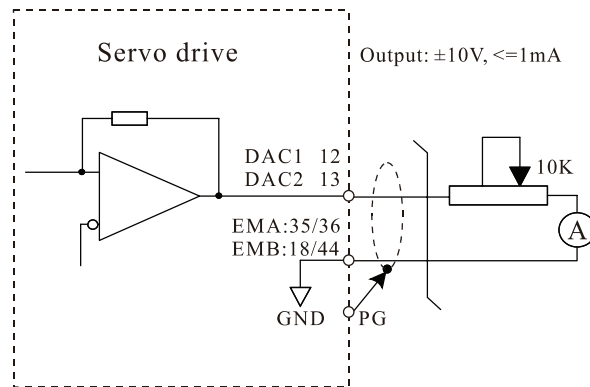 Servo drive
Output: ±10V, <=1mA
DAC1 12
DAC2 13
10K
EMA:35/36
EMB:18/44
A
GND
PG